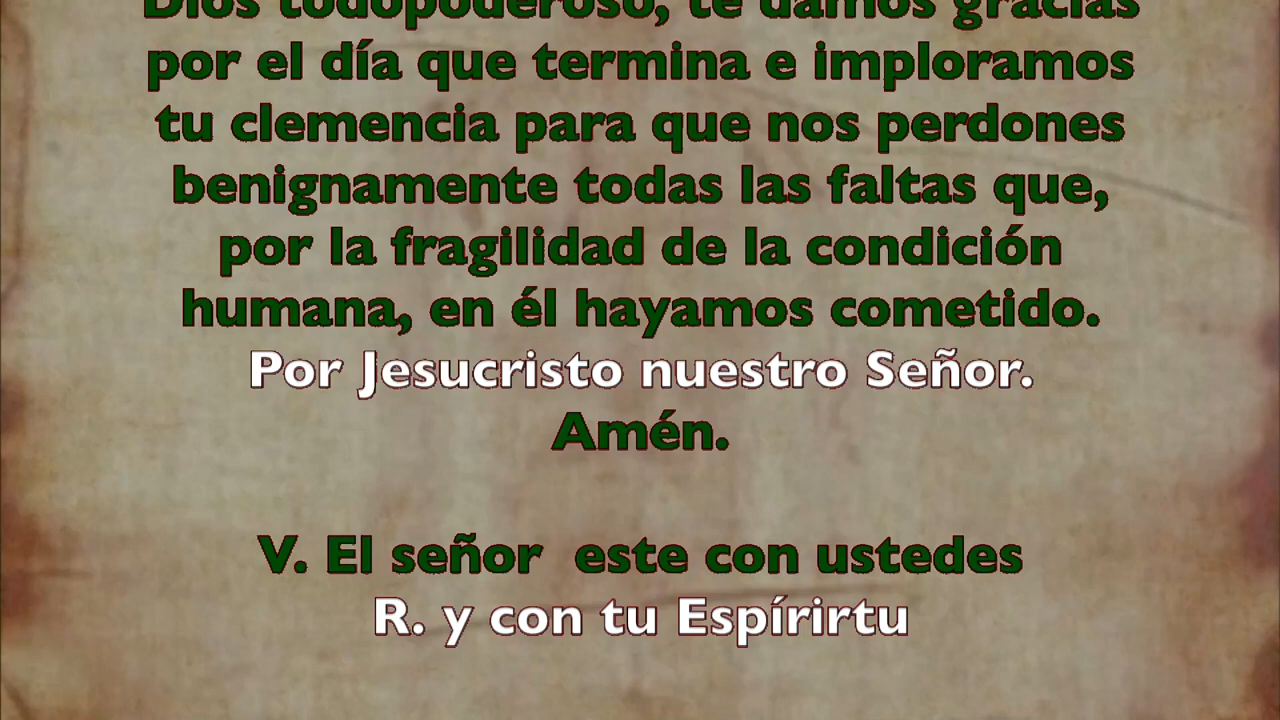 Dios todopoderoso, te damos gracias
por el día que termina e imploramos
tu clemencia para que nos perdones
benignamente todas las faltas que,
por la fragilidad de la condición
humana, en él hayamos cometido.
Por Jesucristo nuestro Señor.
Amén.
V. El señor  este con ustedes
R. y con tu Espírirtu